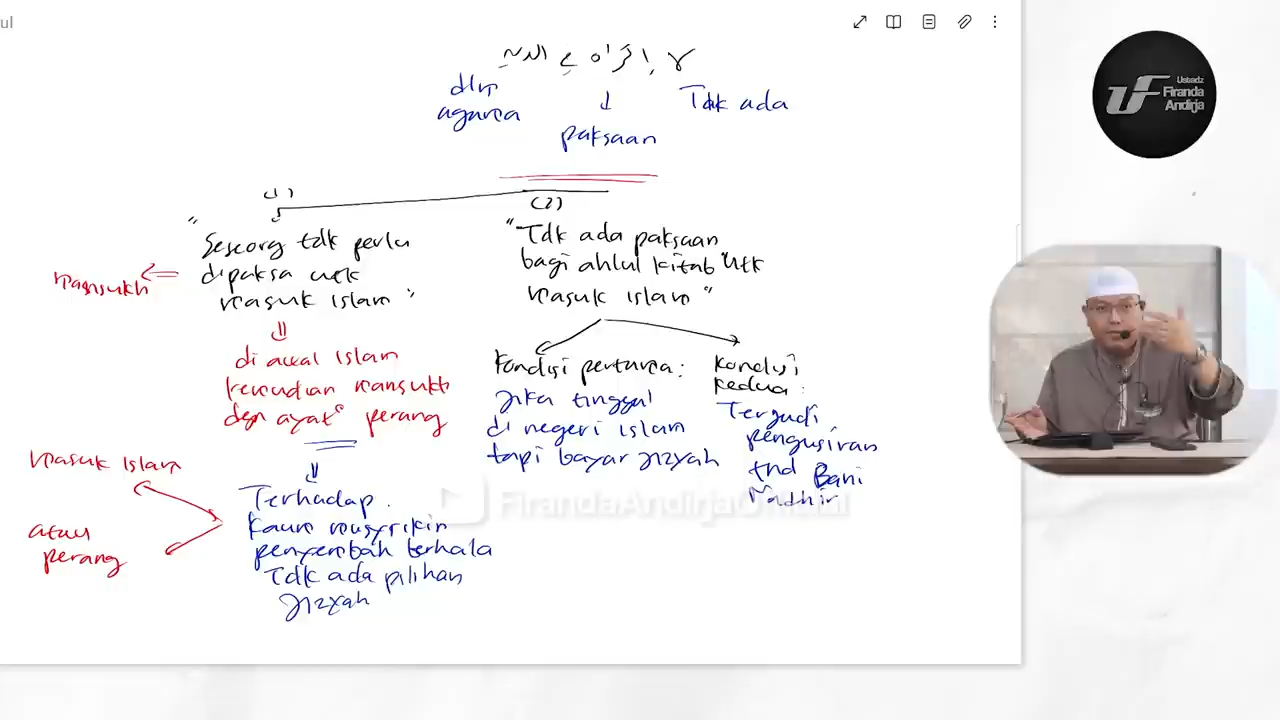 ul
لا إكراه في الدين
Tdk ada
paksaan
dlm
agama
(1)
(2)
"Seseorg tdk perlu
dipaksa utk
masuk islam"
mansukh
di awal islam
kemudian mansukh
dgn ayat² perang
Terhadap
kaum musyrikin
penyembah berhala
Tdk ada pilihan
jizyah
masuk islam
atau
perang
"Tdk ada paksaan
bagi ahlul kitab utk
masuk islam"
Kondisi pertama:
jika tinggal
di negeri islam
tapi bayar jizyah
kondisi
kedua:
Terjadi
pengusiran
thd Bani
Nadhir
FirandaAndirjaOfficial
UF
Ustadz
Firanda
Andirja